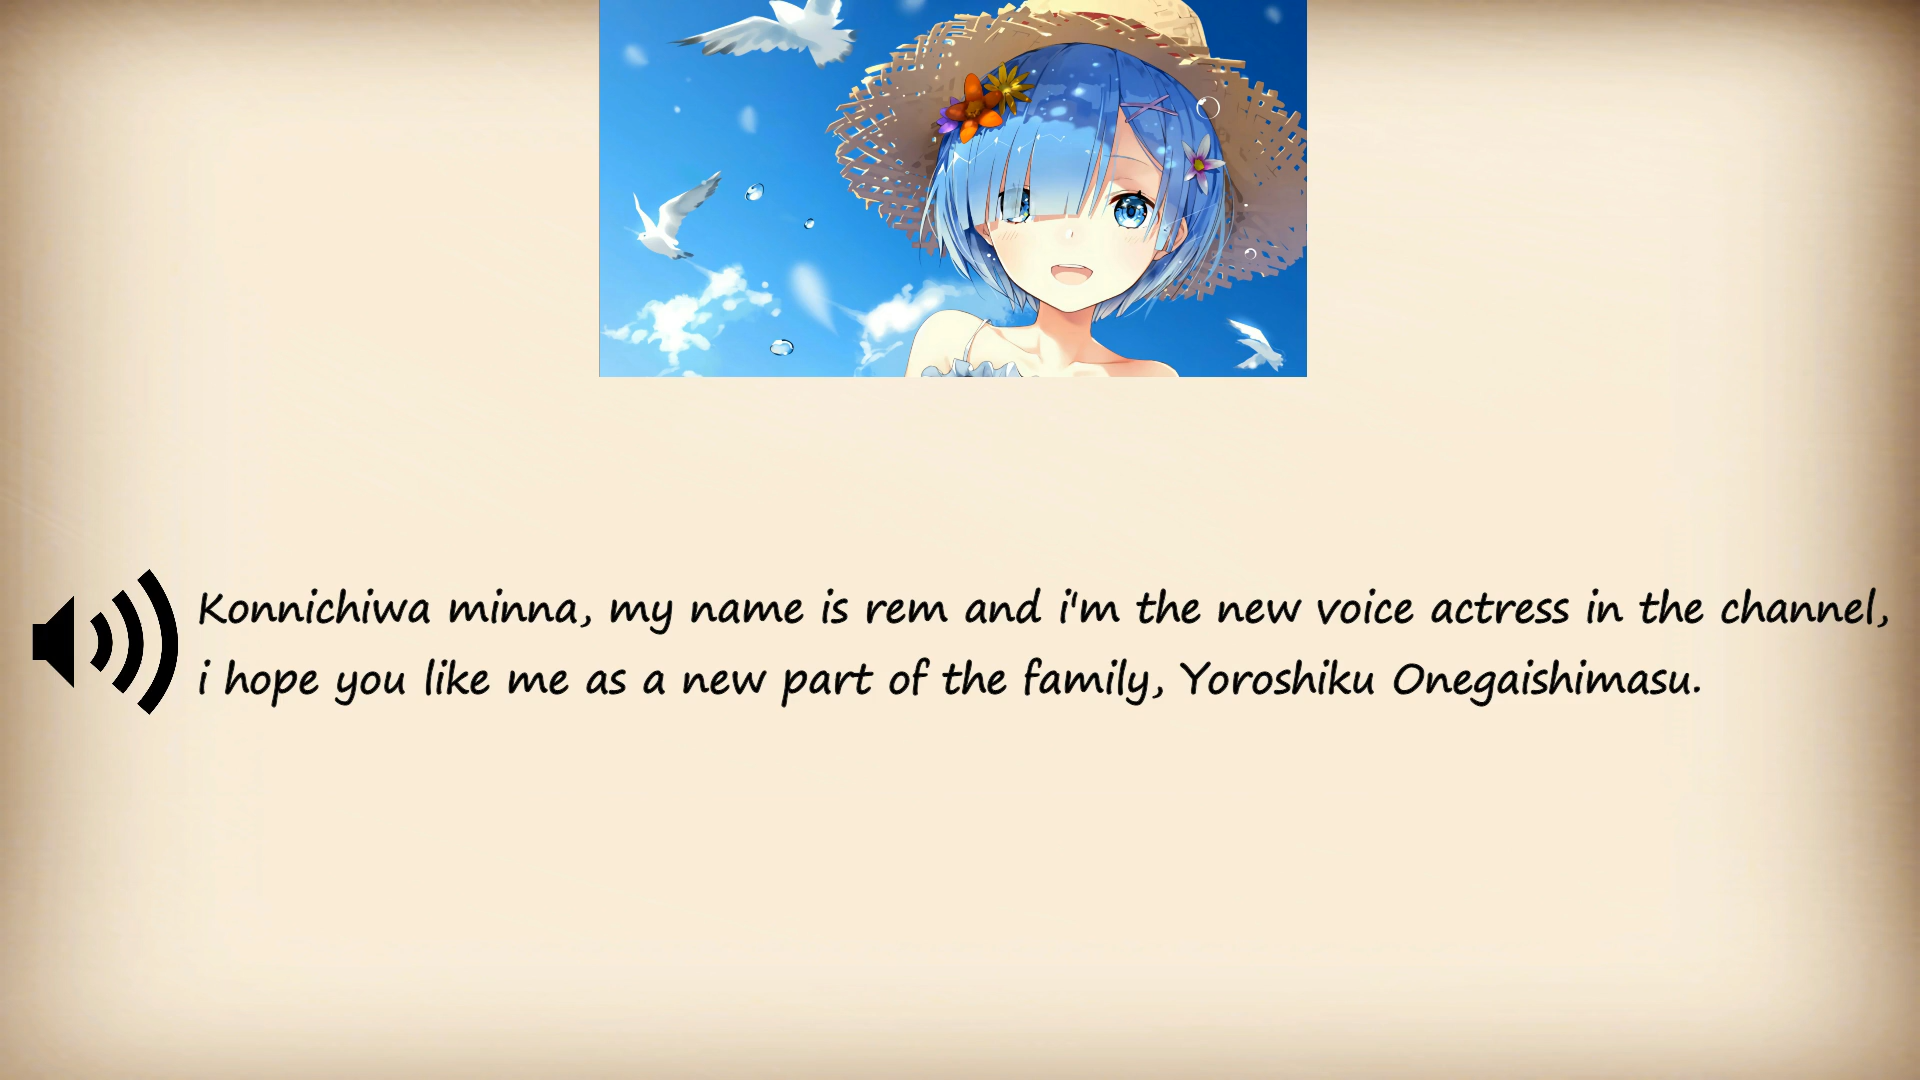 Konnichiwa minna, my name is rem and i'm the new voice actress in the channel,
i hope you like me as a new part of the family, Yoroshiku Onegaishimasu.